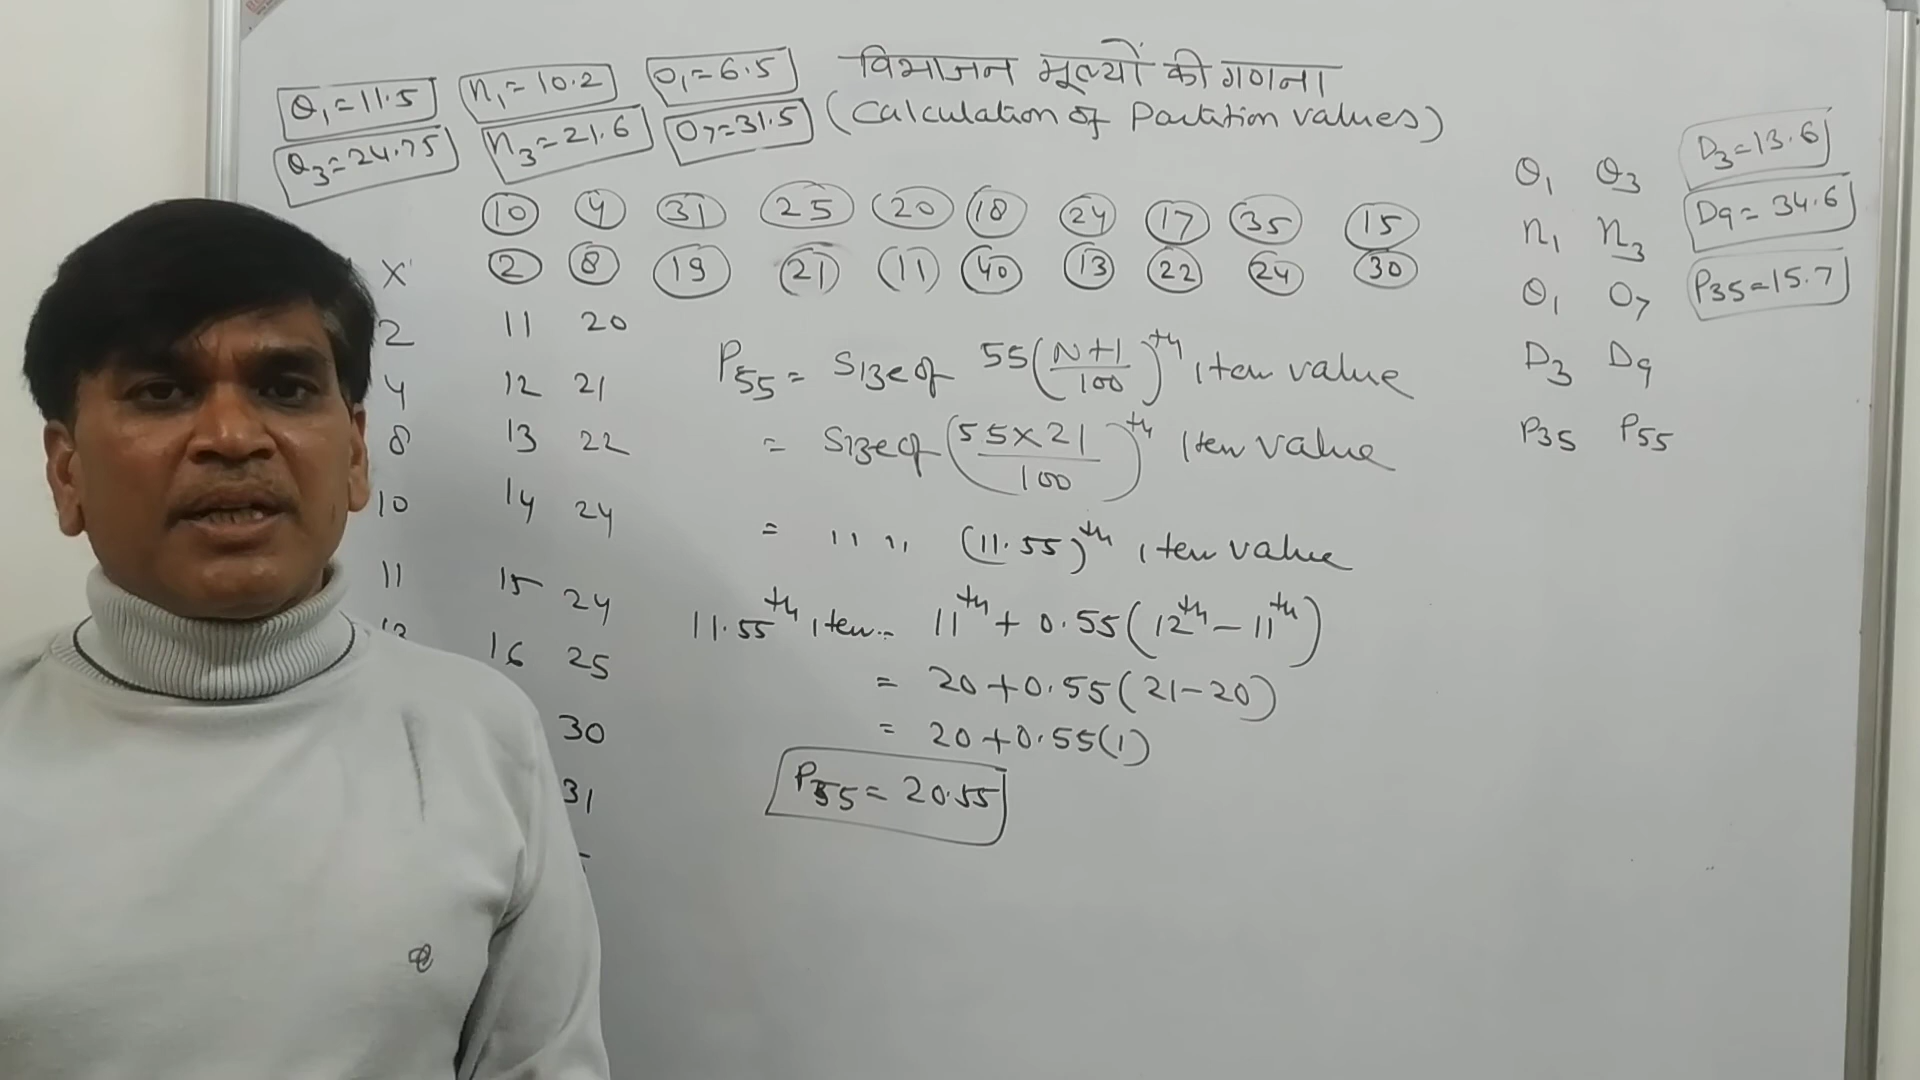 Q₁=11.5 n₁=10.2 O₁=6.5 विभाजन मूल्यों की गणना
Q₃=24.75 n₃=21.6 O₇=31.5 (Calculation of Partition values)
D₃=13.6
Q₁ Q₃
D₉=34.6
10 4 31 25 20 18 24 17 35 15
n₁ n₃
X 2 8 19 21 11 40 13 22 24 30
O₁ O₇ P35=15.7
2 11 20
P55= Size of 55(N+1/100)th item value
D₃ D₉
4 12 21
8 13 22
= Size of (55×21/100)th Item value
P35 P55
10 14 24
= ,, ,, (11.55)th item value
11 15 24
11.55th item = 11th + 0.55(12th - 11th)
16 25
= 20+0.55(21-20)
30
= 20+0.55(1)
31
P55=20.55